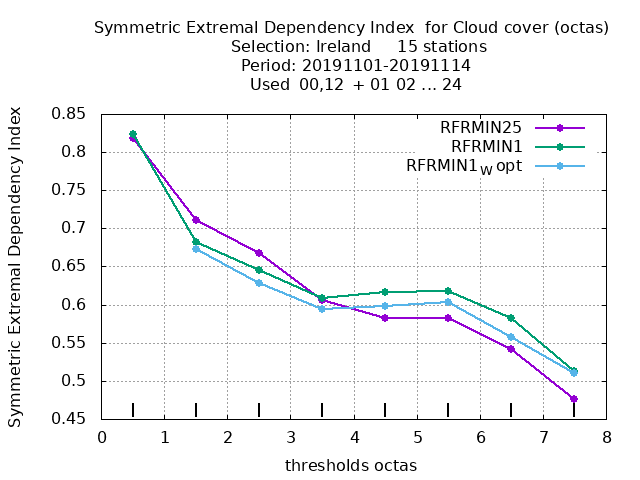 Symmetric Extremal Dependency Index for Cloud cover (octas)
Selection: Ireland 15 stations
Period: 20191101-20191114
Used 00,12 + 01 02 ... 24
RFRMIN25
RFRMIN1
RFRMIN1w opt
Symmetric Extremal Dependency Index
0.85
0.8
0.75
0.7
0.65
0.6
0.55
0.5
0.45
0 1 2 3 4 5 6 7 8
thresholds octas